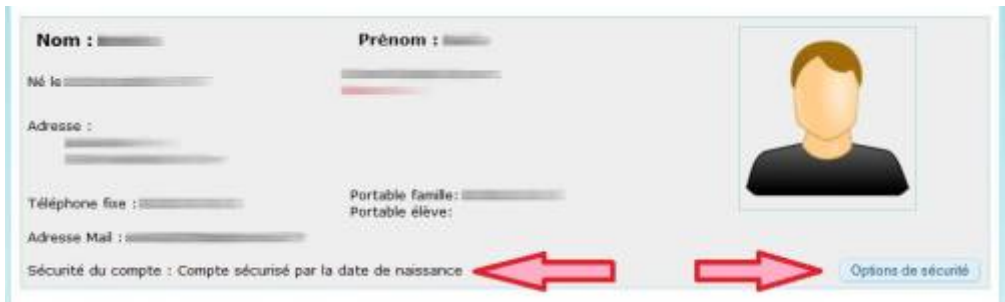 Nom : Prénom :
Né le
Adresse :
Téléphone fixe :
Portable famille:
Portable élève:
Adresse Mail :
Sécurité du compte : Compte sécurisé par la date de naissance
Options de sécurité